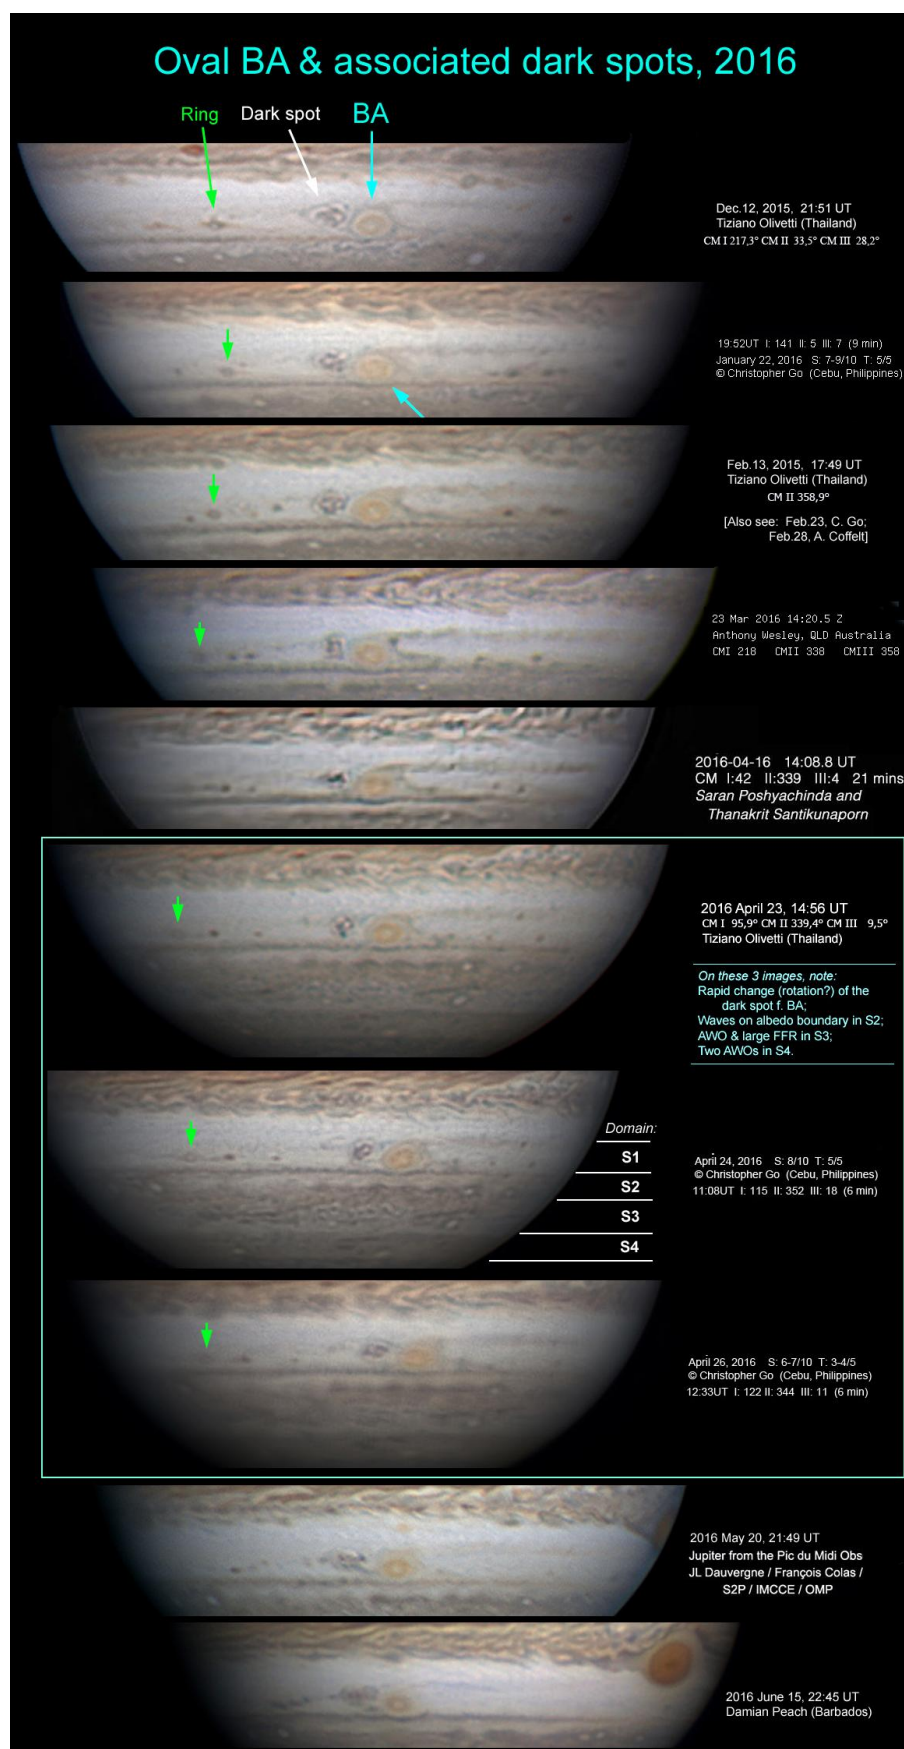 Oval BA & associated dark spots, 2016
Ring Dark spot BA
Dec.12, 2015, 21:51 UT
Tiziano Olivetti (Thailand)
CM I 217,3° CM II 33,5° CM III 28,2°
19:52UT I: 141 II: 5 III: 7 (9 min)
January 22, 2016 S: 7-9/10 T: 5/5
© Christopher Go (Cebu, Philippines)
Feb.13, 2015, 17:49 UT
Tiziano Olivetti (Thailand)
CM II 358,9°
[Also see: Feb.23, C. Go;
Feb.28, A. Coffelt]
23 Mar 2016 14:20.5 Z
Anthony Wesley, QLD Australia
CMI 218 CMII 338 CMIII 358
2016-04-16 14:08.8 UT
CM I:42 II:339 III:4 21 mins
Saran Poshyachinda and
Thanakrit Santikunaporn
2016 April 23, 14:56 UT
CM I 95,9° CM II 339,4° CM III 9,5°
Tiziano Olivetti (Thailand)
On these 3 images, note:
Rapid change (rotation?) of the
dark spot f. BA;
Waves on albedo boundary in S2;
AWO & large FFR in S3;
Two AWOs in S4.
Domain:
S1
S2
S3
S4
April 24, 2016 S: 8/10 T: 5/5
© Christopher Go (Cebu, Philippines)
11:08UT I: 115 II: 352 III: 18 (6 min)
April 26, 2016 S: 6-7/10 T: 3-4/5
© Christopher Go (Cebu, Philippines)
12:33UT I: 122 II: 344 III: 11 (6 min)
2016 May 20, 21:49 UT
Jupiter from the Pic du Midi Obs
JL Dauvergne / François Colas /
S2P / IMCCE / OMP
2016 June 15, 22:45 UT
Damian Peach (Barbados)